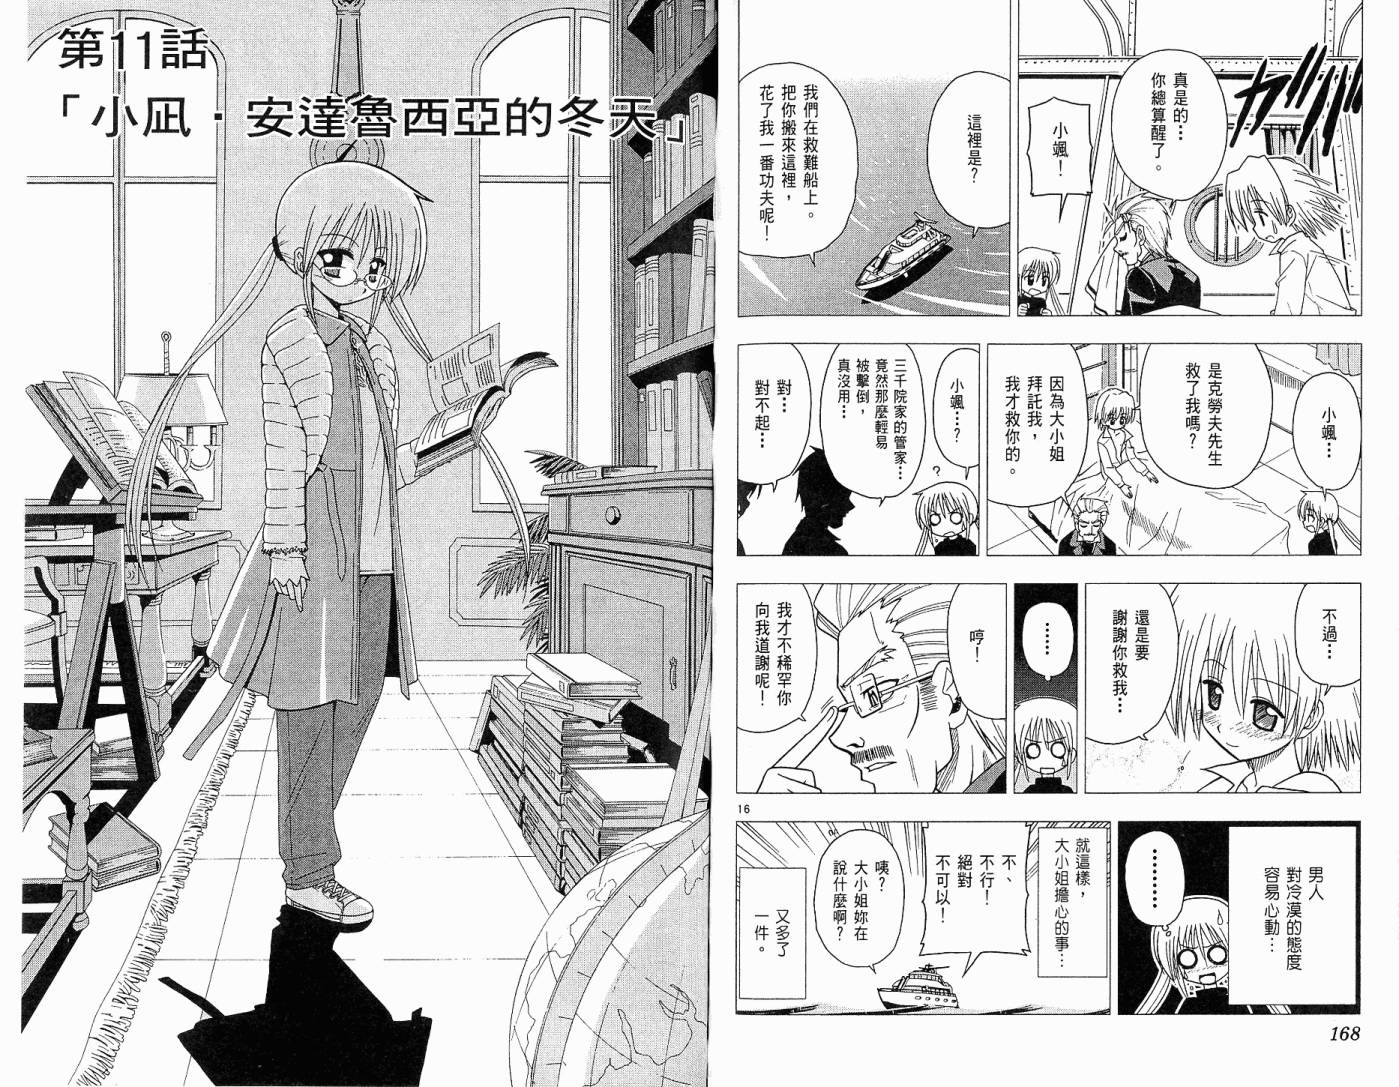 ガガガガ
真是的…
你總算醒了。
小颯！
這裡是？
我們在救難船上。
把你搬來這裡，
花了我一番功夫呢！
小颯…
是克勞夫先生
救了我嗎？
因為大小姐
拜託我，
我才救你的。
小颯…？
?
三千院家的管家…
竟然那麼輕易
被擊倒，
真沒用…
對…
對不起…
不過…
還是要
謝謝你救我…
……
哼！
我才不稀罕你
向我道謝呢！
16
男人
對冷漠的態度
容易心動…
………
就這樣，
大小姐擔心的事…
不、
不行！
絕對
不可以！
咦？
大小姐妳在
說什麼啊？
又多了
一件。
168
第11話
「小凪·安達魯西亞的冬天」